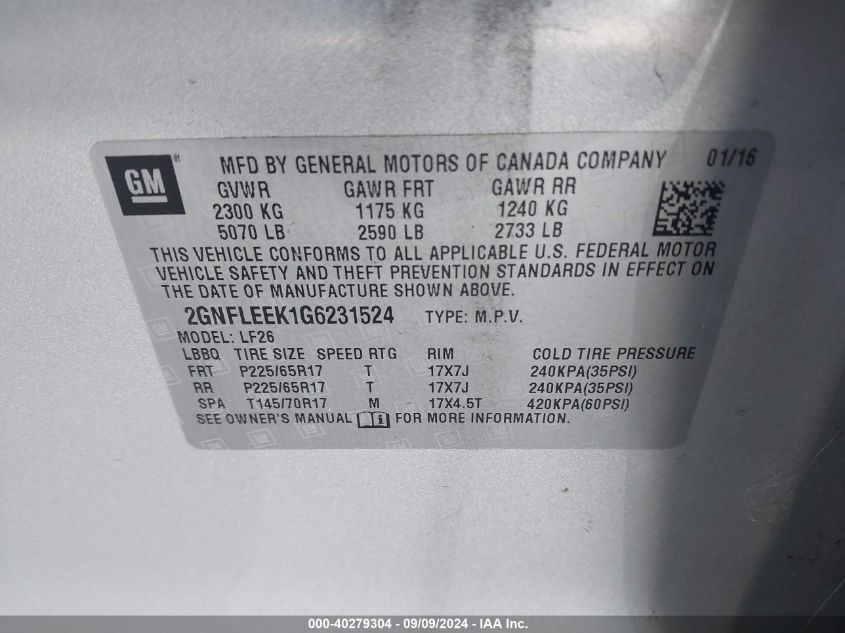 GM ® MFD BY GENERAL MOTORS OF CANADA COMPANY 01/16
GVWR GAWR FRT GAWR RR
2300 KG 1175 KG 1240 KG
5070 LB 2590 LB 2733 LB
THIS VEHICLE CONFORMS TO ALL APPLICABLE U.S. FEDERAL MOTOR
VEHICLE SAFETY AND THEFT PREVENTION STANDARDS IN EFFECT ON
THE DATE OF MANUFACTURE SHOWN ABOVE.
2GNFLEEK1G6231524 TYPE: M.P.V.
MODEL: LF26
LBBQ TIRE SIZE SPEED RTG RIM COLD TIRE PRESSURE
FRT P225/65R17 T 17X7J 240KPA(35PSI)
RR P225/65R17 T 17X7J 240KPA(35PSI)
SPA T145/70R17 M 17X4.5T 420KPA(60PSI)
SEE OWNER'S MANUAL FOR MORE INFORMATION.
000-40279304 - 09/09/2024 - IAA Inc.